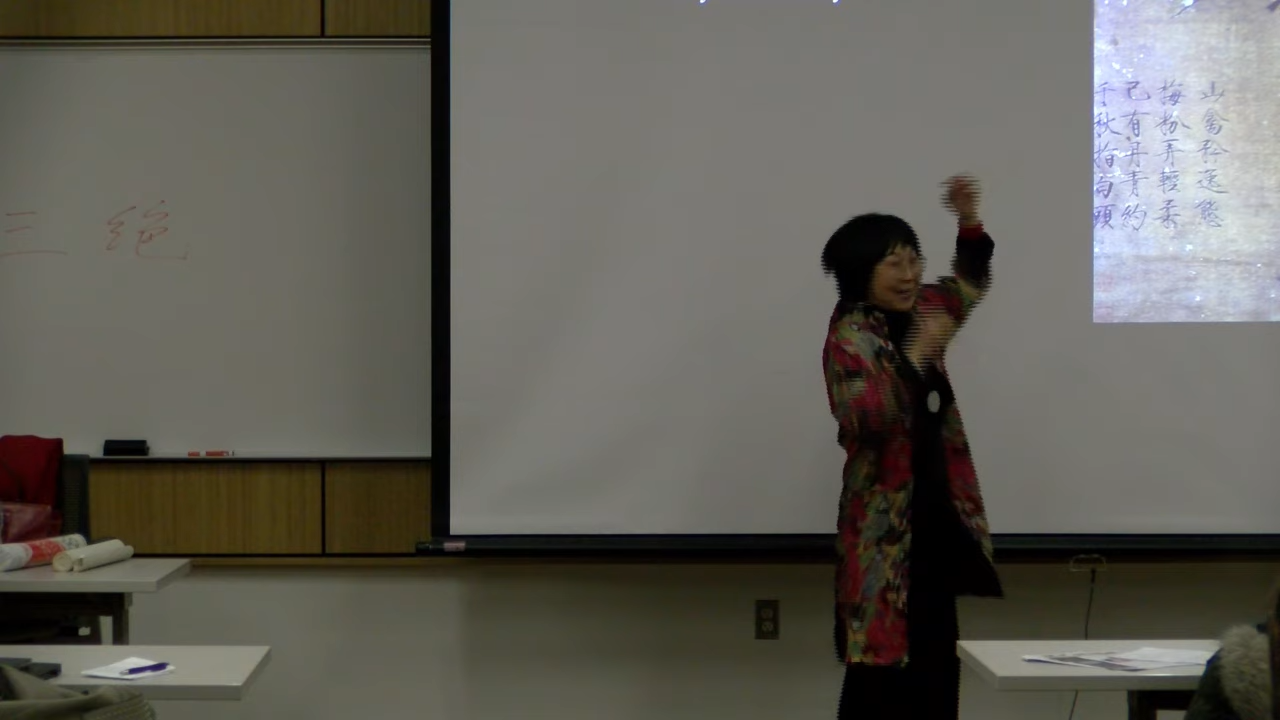 三绝
山禽矜逸態
梅粉弄輕柔
已有丹青約
千秋指白頭